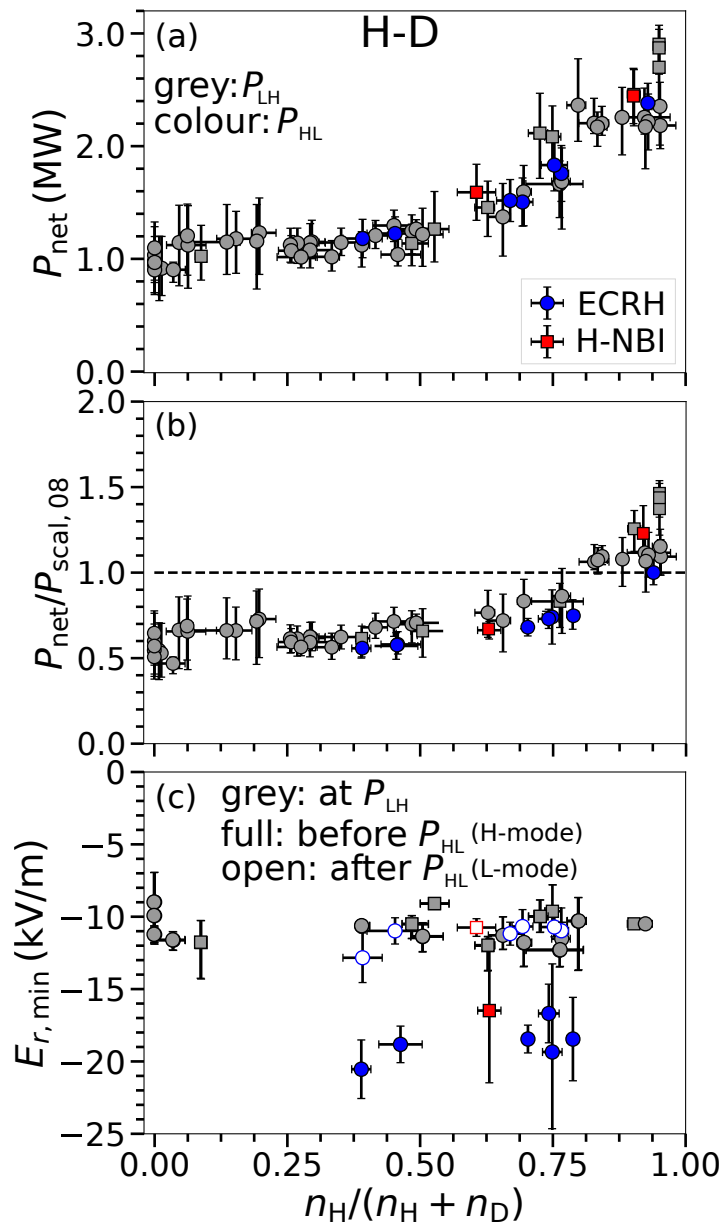 H-D
(a)
grey: P_LH
colour: P_HL
3.0
2.0
1.0
0.0
P_net (MW)
ECRH
H-NBI
(b)
2.0
1.5
1.0
0.5
0.0
P_net/P_scal, 08
(c)
grey: at P_LH
full: before P_HL (H-mode)
open: after P_HL (L-mode)
0
−5
−10
−15
−20
−25
E_r, min (kV/m)
0.00 0.25 0.50 0.75 1.00
n_H/(n_H + n_D)